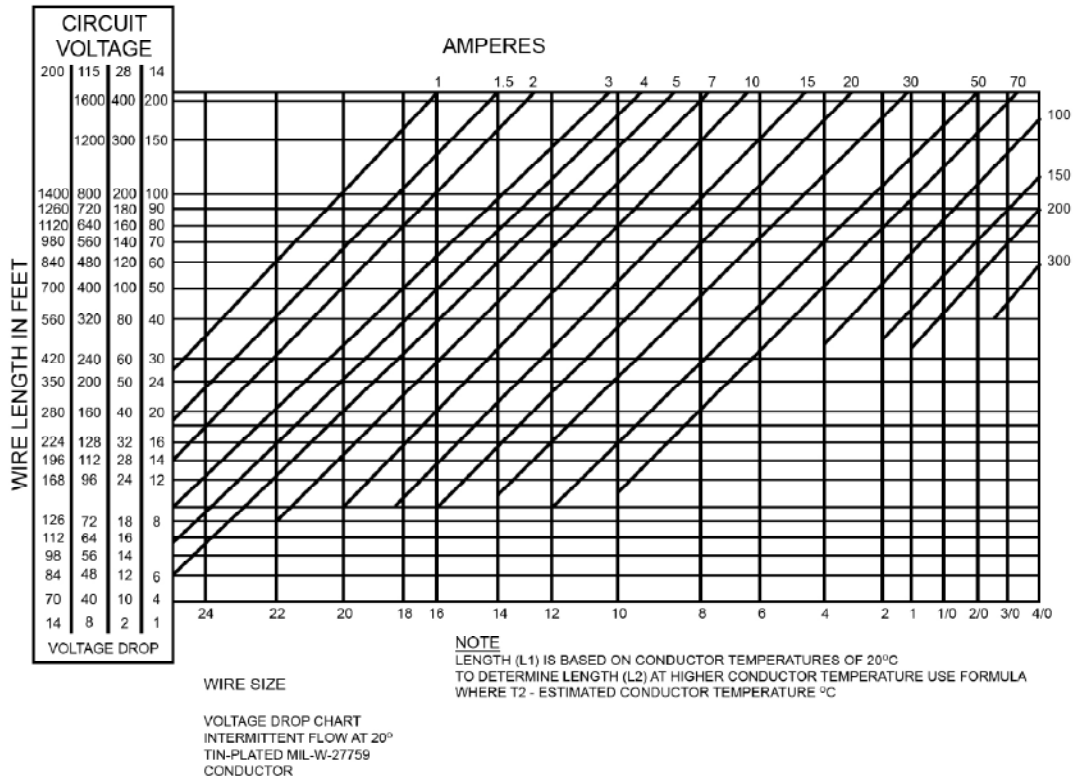 CIRCUIT
VOLTAGE
AMPERES
200 115 28 14
1 1.5 2 3 4 5 7 10 15 20 30 50 70
1600 400 200
100
1200 300 150
150
1400 800 200 100
1260 720 180 90
200
1120 640 160 80
980 560 140 70
840 480 120 60
300
700 400 100 50
560 320 80 40
420 240 60 30
350 200 50 24
280 160 40 20
224 128 32 16
196 112 28 14
168 96 24 12
126 72 18 8
112 64 16
98 56 14
84 48 12 6
70 40 10 4
14 8 2 1
WIRE LENGTH IN FEET
24 22 20 18 16 14 12 10 8 6 4 2 1 1/0 2/0 3/0 4/0
VOLTAGE DROP
NOTE
LENGTH (L1) IS BASED ON CONDUCTOR TEMPERATURES OF 20ºC
TO DETERMINE LENGTH (L2) AT HIGHER CONDUCTOR TEMPERATURE USE FORMULA
WHERE T2 - ESTIMATED CONDUCTOR TEMPERATURE ºC
WIRE SIZE
VOLTAGE DROP CHART
INTERMITTENT FLOW AT 20º
TIN-PLATED MIL-W-27759
CONDUCTOR